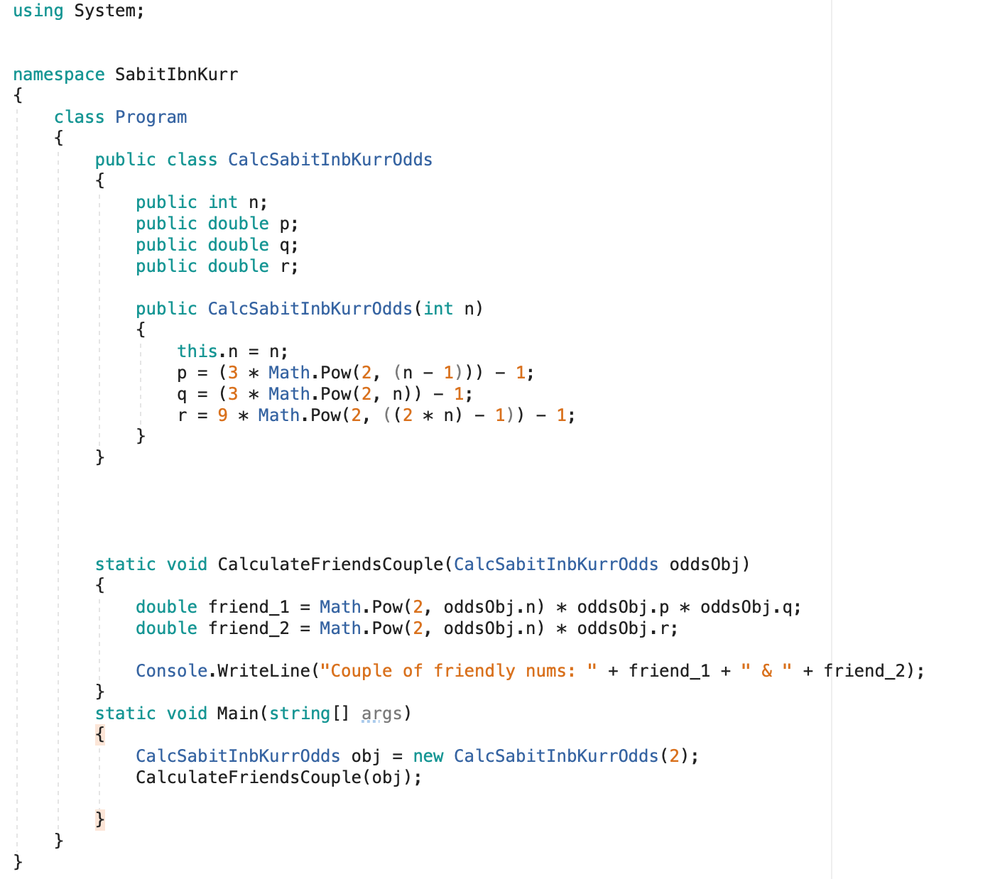 using System;
namespace SabitIbnKurr
{
class Program
{
public class CalcSabitInbKurrOdds
{
public int n;
public double p;
public double q;
public double r;
public CalcSabitInbKurrOdds(int n)
{
this.n = n;
p = (3 * Math.Pow(2, (n - 1))) - 1;
q = (3 * Math.Pow(2, n)) - 1;
r = 9 * Math.Pow(2, ((2 * n) - 1)) - 1;
}
}
static void CalculateFriendsCouple(CalcSabitInbKurrOdds oddsObj)
{
double friend_1 = Math.Pow(2, oddsObj.n) * oddsObj.p * oddsObj.q;
double friend_2 = Math.Pow(2, oddsObj.n) * oddsObj.r;
Console.WriteLine("Couple of friendly nums: " + friend_1 + " & " + friend_2);
}
static void Main(string[] args)
{
CalcSabitInbKurrOdds obj = new CalcSabitInbKurrOdds(2);
CalculateFriendsCouple(obj);
}
}
}